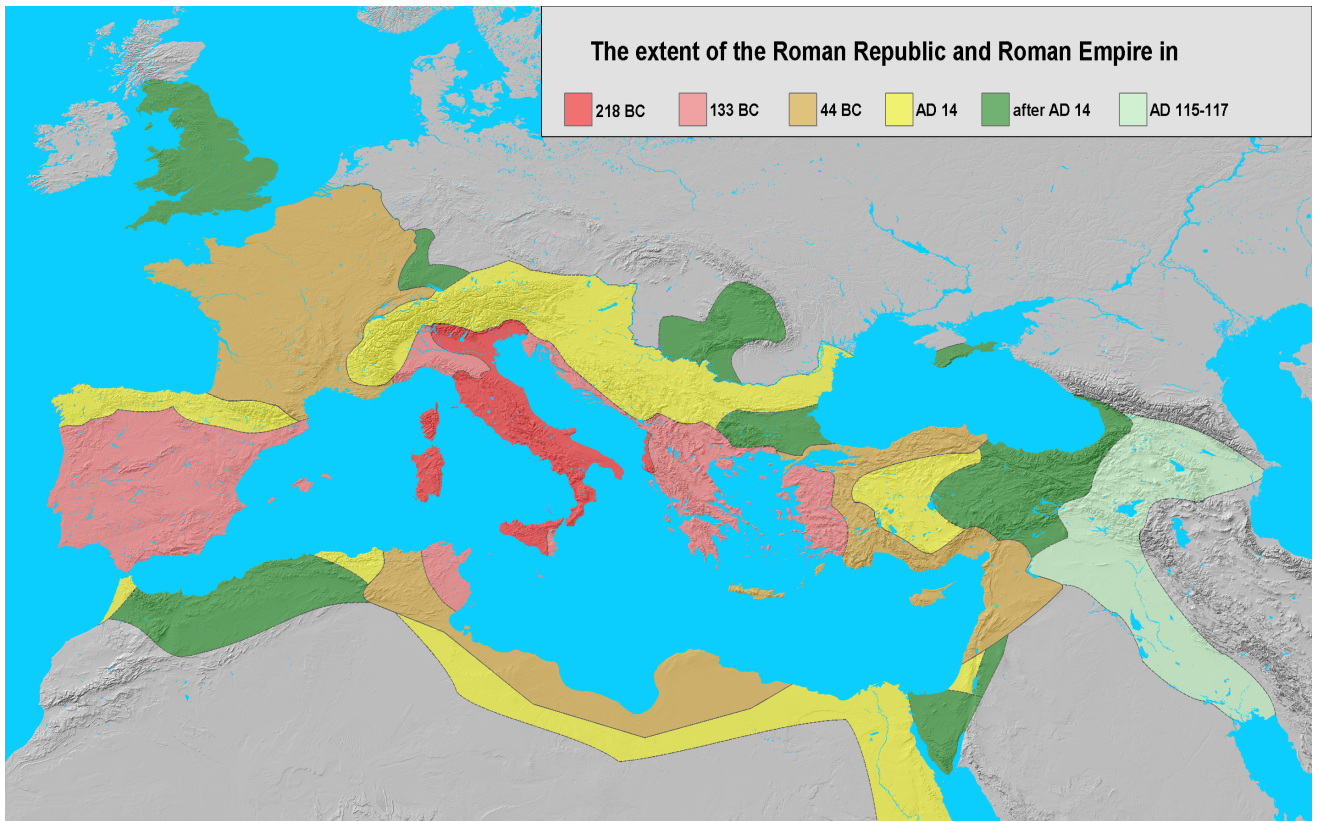 The extent of the Roman Republic and Roman Empire in
218 BC 133 BC 44 BC AD 14 after AD 14 AD 115-117